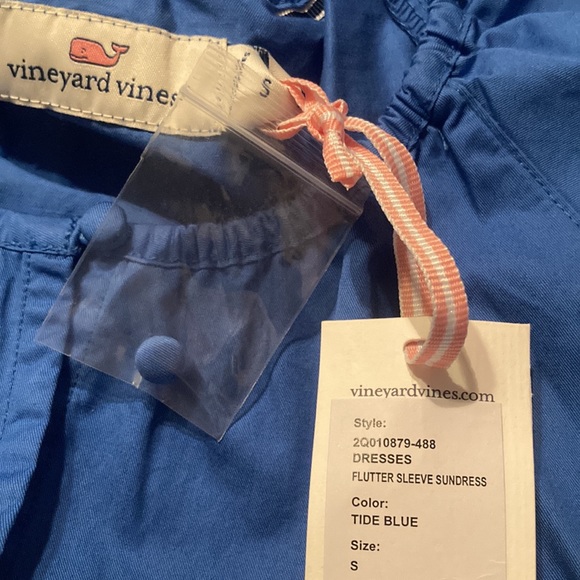 vineyard vines
S
vineyardvines.com
Style:
2Q010879-488
DRESSES
FLUTTER SLEEVE SUNDRESS
Color:
TIDE BLUE
Size:
S